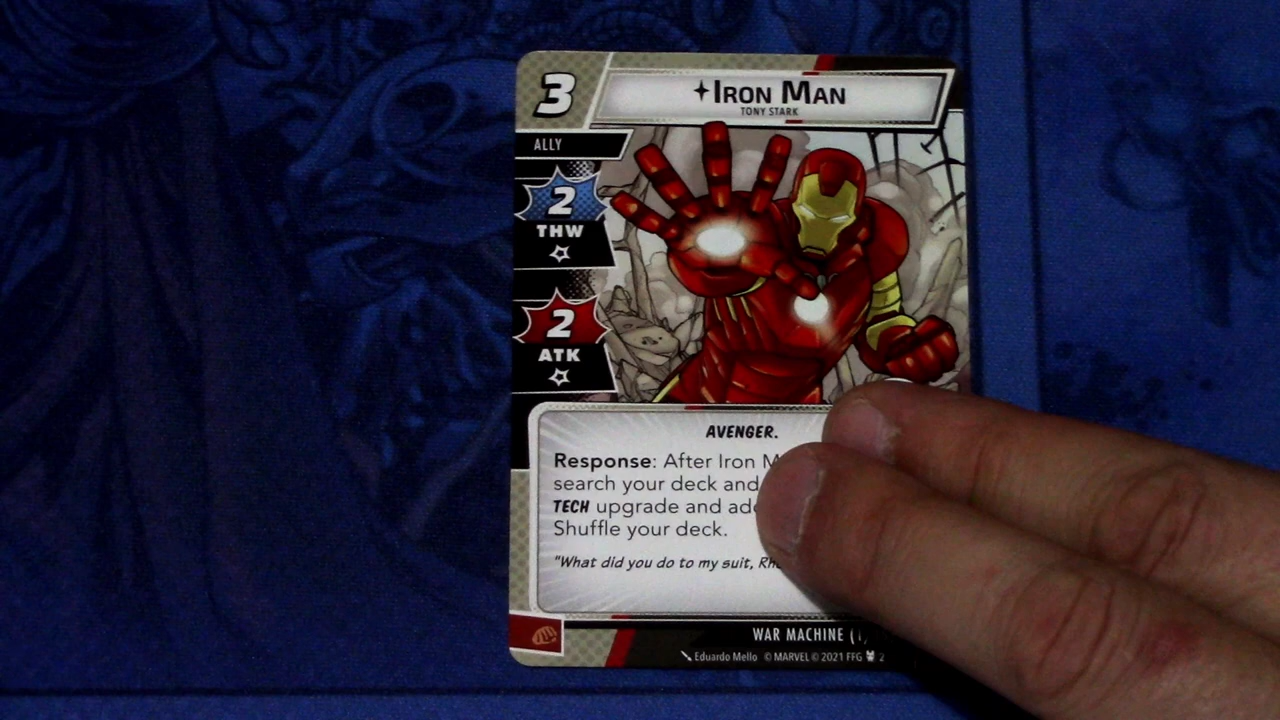 3
IRON MAN
TONY STARK
ALLY
2
THW
2
ATK
AVENGER.
Response: After Iron
search your deck and
TECH upgrade and
Shuffle your deck.
"What did you do to my suit,
WAR MACHINE (1
Eduardo Mello © MARVEL © 2021 FFG 2